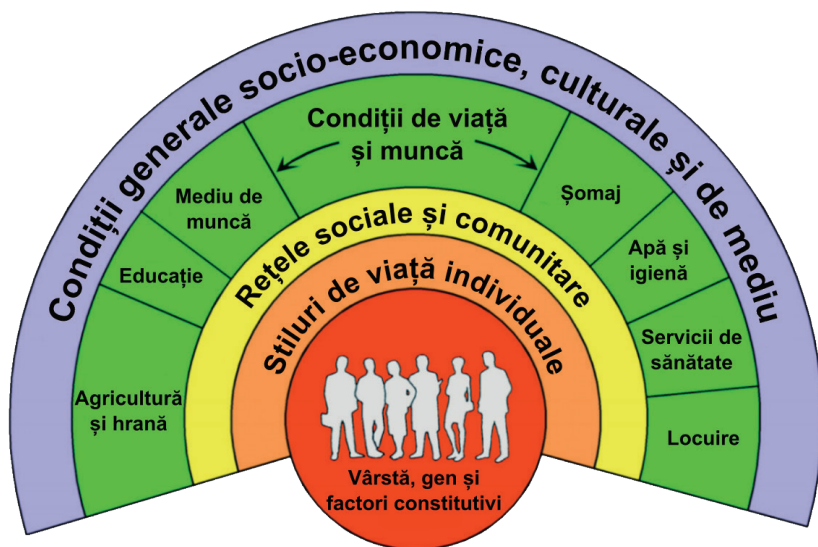 Condiții generale socio-economice, culturale și de mediu
Condiții de viață
și muncă
Agricultură
și hrană
Educație
Mediu de
muncă
Șomaj
Apă și
igienă
Servicii de
sănătate
Locuire
Rețele sociale și comunitare
Stiluri de viață individuale
Vârstă, gen și
factori constitutivi